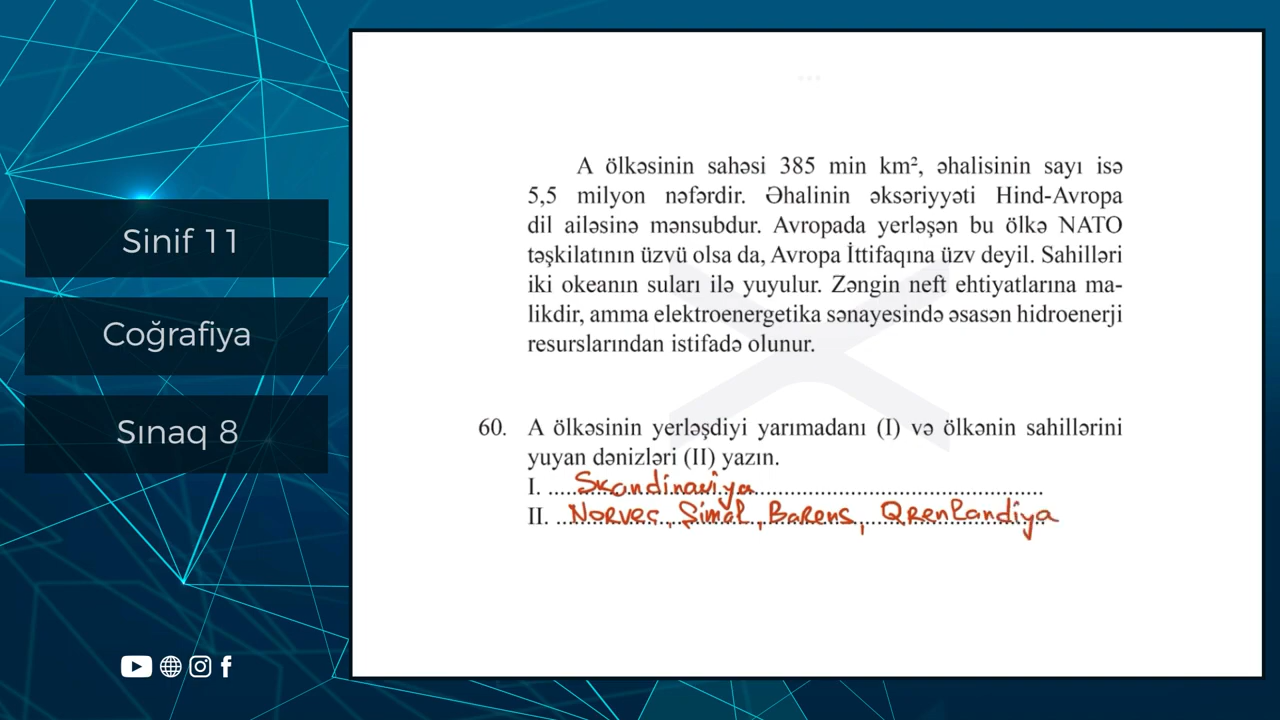 Sinif 11
Coğrafiya
Sınaq 8
A ölkəsinin sahəsi 385 min km², əhalisinin sayı isə
5,5 milyon nəfərdir. Əhalinin əksəriyyəti Hind-Avropa
dil ailəsinə mənsubdur. Avropada yerləşən bu ölkə NATO
təşkilatının üzvü olsa da, Avropa İttifaqına üzv deyil. Sahilləri
iki okeanın suları ilə yuyulur. Zəngin neft ehtiyatlarına ma-
likdir, amma elektroenergetika sənayesində əsasən hidroenerji
resurslarından istifadə olunur.
60. A ölkəsinin yerləşdiyi yarımadanı (I) və ölkənin sahillərini
yuyan dənizləri (II) yazın.
I. Skandinaviya
II. Norvec, Şimal, Barens, Qrenlandiya